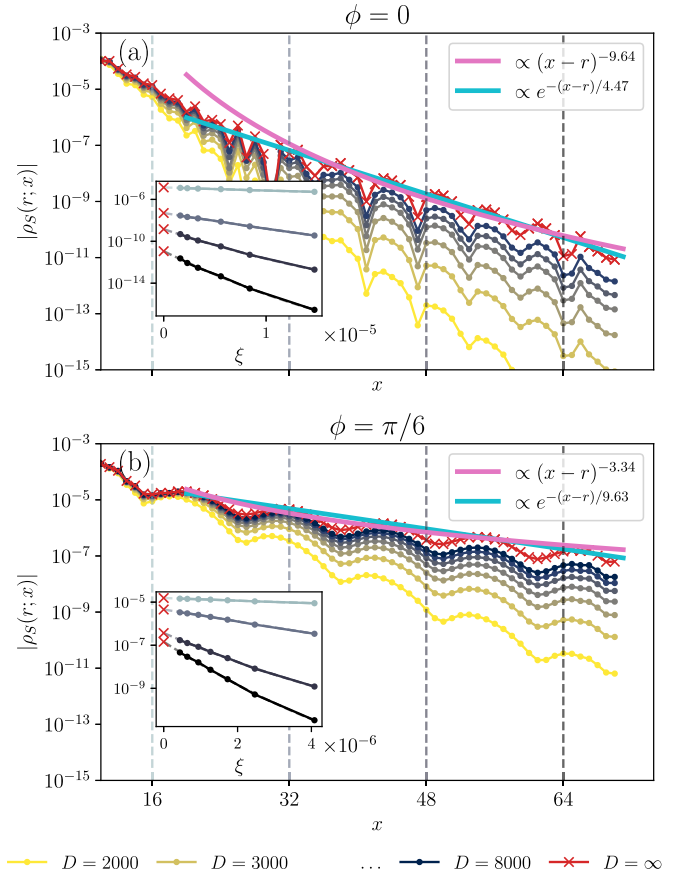 ϕ = 0
(a)
10⁻³
10⁻⁵
10⁻⁷
10⁻⁹
10⁻¹¹
10⁻¹³
10⁻¹⁵
|ρ_S(r; x)|
∝ (x − r)^{−9.64}
∝ e^{−(x−r)/4.47}
10⁻⁶
10⁻¹⁰
10⁻¹⁴
0
1
×10⁻⁵
ξ
x
ϕ = π/6
(b)
10⁻³
10⁻⁵
10⁻⁷
10⁻⁹
10⁻¹¹
10⁻¹³
10⁻¹⁵
|ρ_S(r; x)|
∝ (x − r)^{−3.34}
∝ e^{−(x−r)/9.63}
10⁻⁵
10⁻⁷
10⁻⁹
0
2
4
×10⁻⁶
ξ
16
32
48
64
x
D = 2000
D = 3000
...
D = 8000
D = ∞